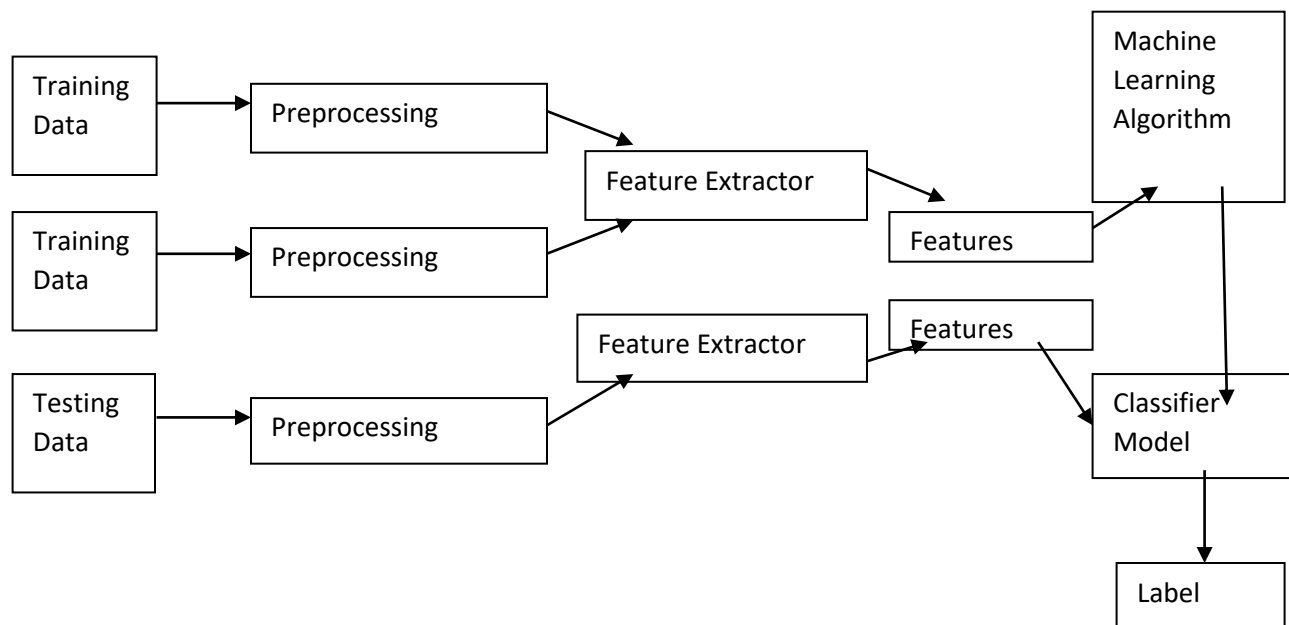 Machine
Learning
Algorithm
Training
Data
Preprocessing
Feature Extractor
Features
Training
Data
Preprocessing
Features
Feature Extractor
Testing
Data
Preprocessing
Classifier
Model
Label